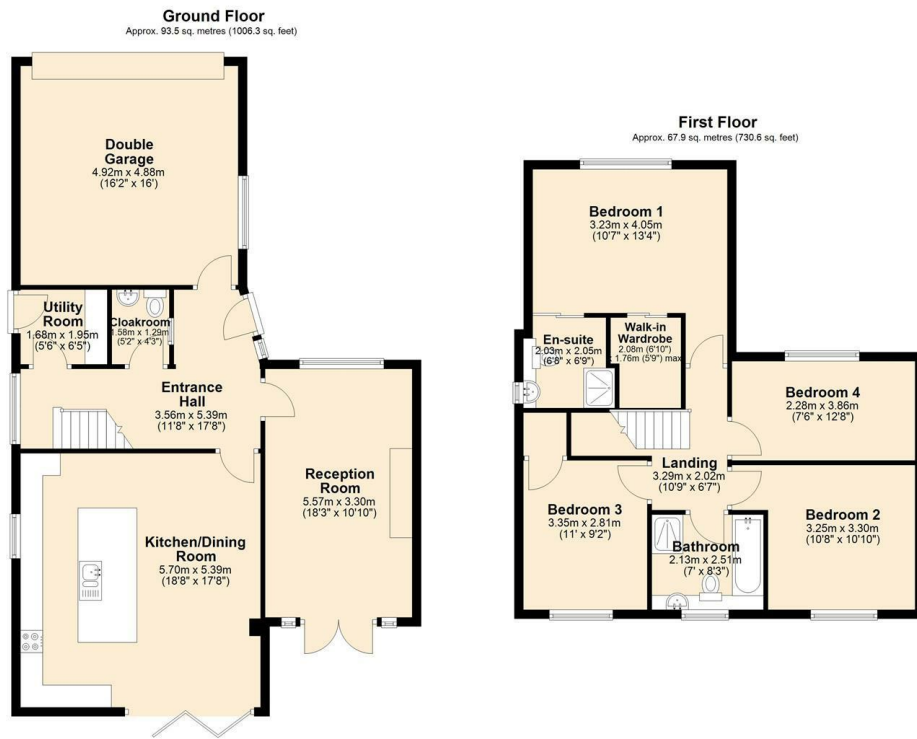 Ground Floor
Approx. 93.5 sq. metres (1006.3 sq. feet)
Double
Garage
4.92m x 4.88m
(16'2" x 16')
Utility
Room
1.68m x 1.95m
(5'6" x 6'5")
Cloakroom
1.58m x 1.29m
(5'2" x 4'3")
Entrance
Hall
3.56m x 5.39m
(11'8" x 17'8")
Reception
Room
5.57m x 3.30m
(18'3" x 10'10")
Kitchen/Dining
Room
5.70m x 5.39m
(18'8" x 17'8")
First Floor
Approx. 67.9 sq. metres (730.6 sq. feet)
Bedroom 1
3.23m x 4.05m
(10'7" x 13'4")
En-suite
2.03m x 2.05m
(6'8" x 6'9")
Walk-in
Wardrobe
2.08m (6'10")
x 1.76m (5'9") max
Bedroom 4
2.28m x 3.86m
(7'6" x 12'8")
Landing
3.29m x 2.02m
(10'9" x 6'7")
Bedroom 3
3.35m x 2.81m
(11' x 9'2")
Bathroom
2.13m x 2.51m
(7' x 8'3")
Bedroom 2
3.25m x 3.30m
(10'8" x 10'10")